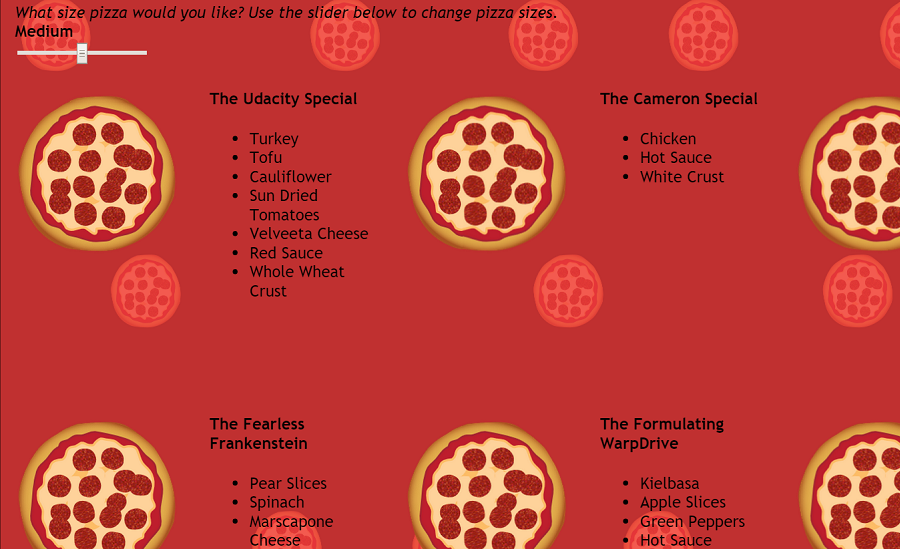 What size pizza would you like? Use the slider below to change pizza sizes.
Medium
The Udacity Special
Turkey
Tofu
Cauliflower
Sun Dried
Tomatoes
Velveeta Cheese
Red Sauce
Whole Wheat
Crust
The Cameron Special
Chicken
Hot Sauce
White Crust
The Fearless
Frankenstein
Pear Slices
Spinach
Marscapone
Cheese
The Formulating
WarpDrive
Kielbasa
Apple Slices
Green Peppers
Hot Sauce